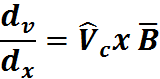 d_v/d_x = V̂_c x B̅